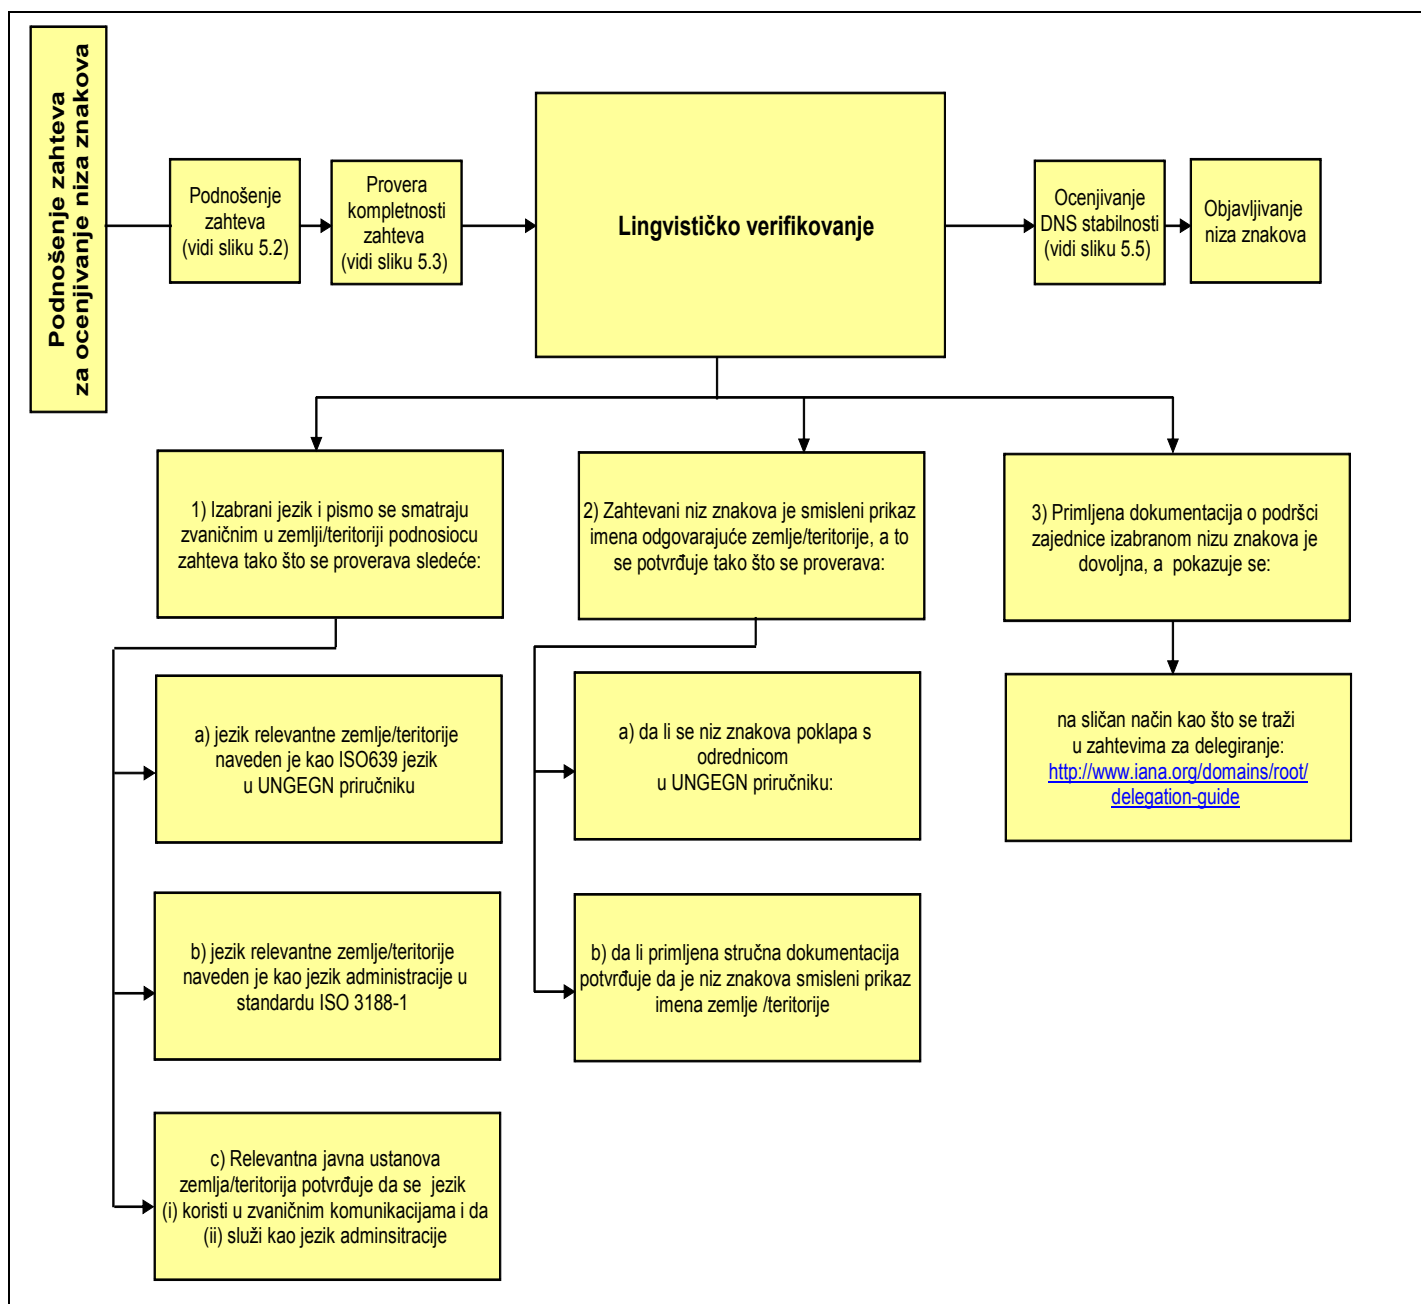 Podnošenje zahteva
za ocenjivanje niza znakova
Podnošenje
zahteva
(vidi sliku 5.2)
Provera
kompletnosti
zahteva
(vidi sliku 5.3)
Lingvističko verifikovanje
Ocenjivanje
DNS stabilnosti
(vidi sliku 5.5)
Objavljivanje
niza znakova
1) Izabrani jezik i pismo se smatraju
zvaničnim u zemlji/teritoriji podnosiocu
zahteva tako što se proverava sledeće:
2) Zahtevani niz znakova je smisleni prikaz
imena odgovarajuće zemlje/teritorije, a to
se potvrđuje tako što se proverava:
3) Primljena dokumentacija o podršci
zajednice izabranom nizu znakova je
dovoljna, a pokazuje se:
a) jezik relevantne zemlje/teritorije
naveden je kao ISO639 jezik
u UNGEGN priručniku
a) da li se niz znakova poklapa s
odrednicom
u UNGEGN priručniku:
na sličan način kao što se traži
u zahtevima za delegiranje:
http://www.iana.org/domains/root/
delegation-guide
b) jezik relevantne zemlje/teritorije
naveden je kao jezik administracije u
standardu ISO 3188-1
b) da li primljena stručna dokumentacija
potvrđuje da je niz znakova smisleni prikaz
imena zemlje /teritorije
c) Relevantna javna ustanova
zemlja/teritorija potvrđuje da se jezik
(i) koristi u zvaničnim komunikacijama i da
(ii) služi kao jezik adminsitracije